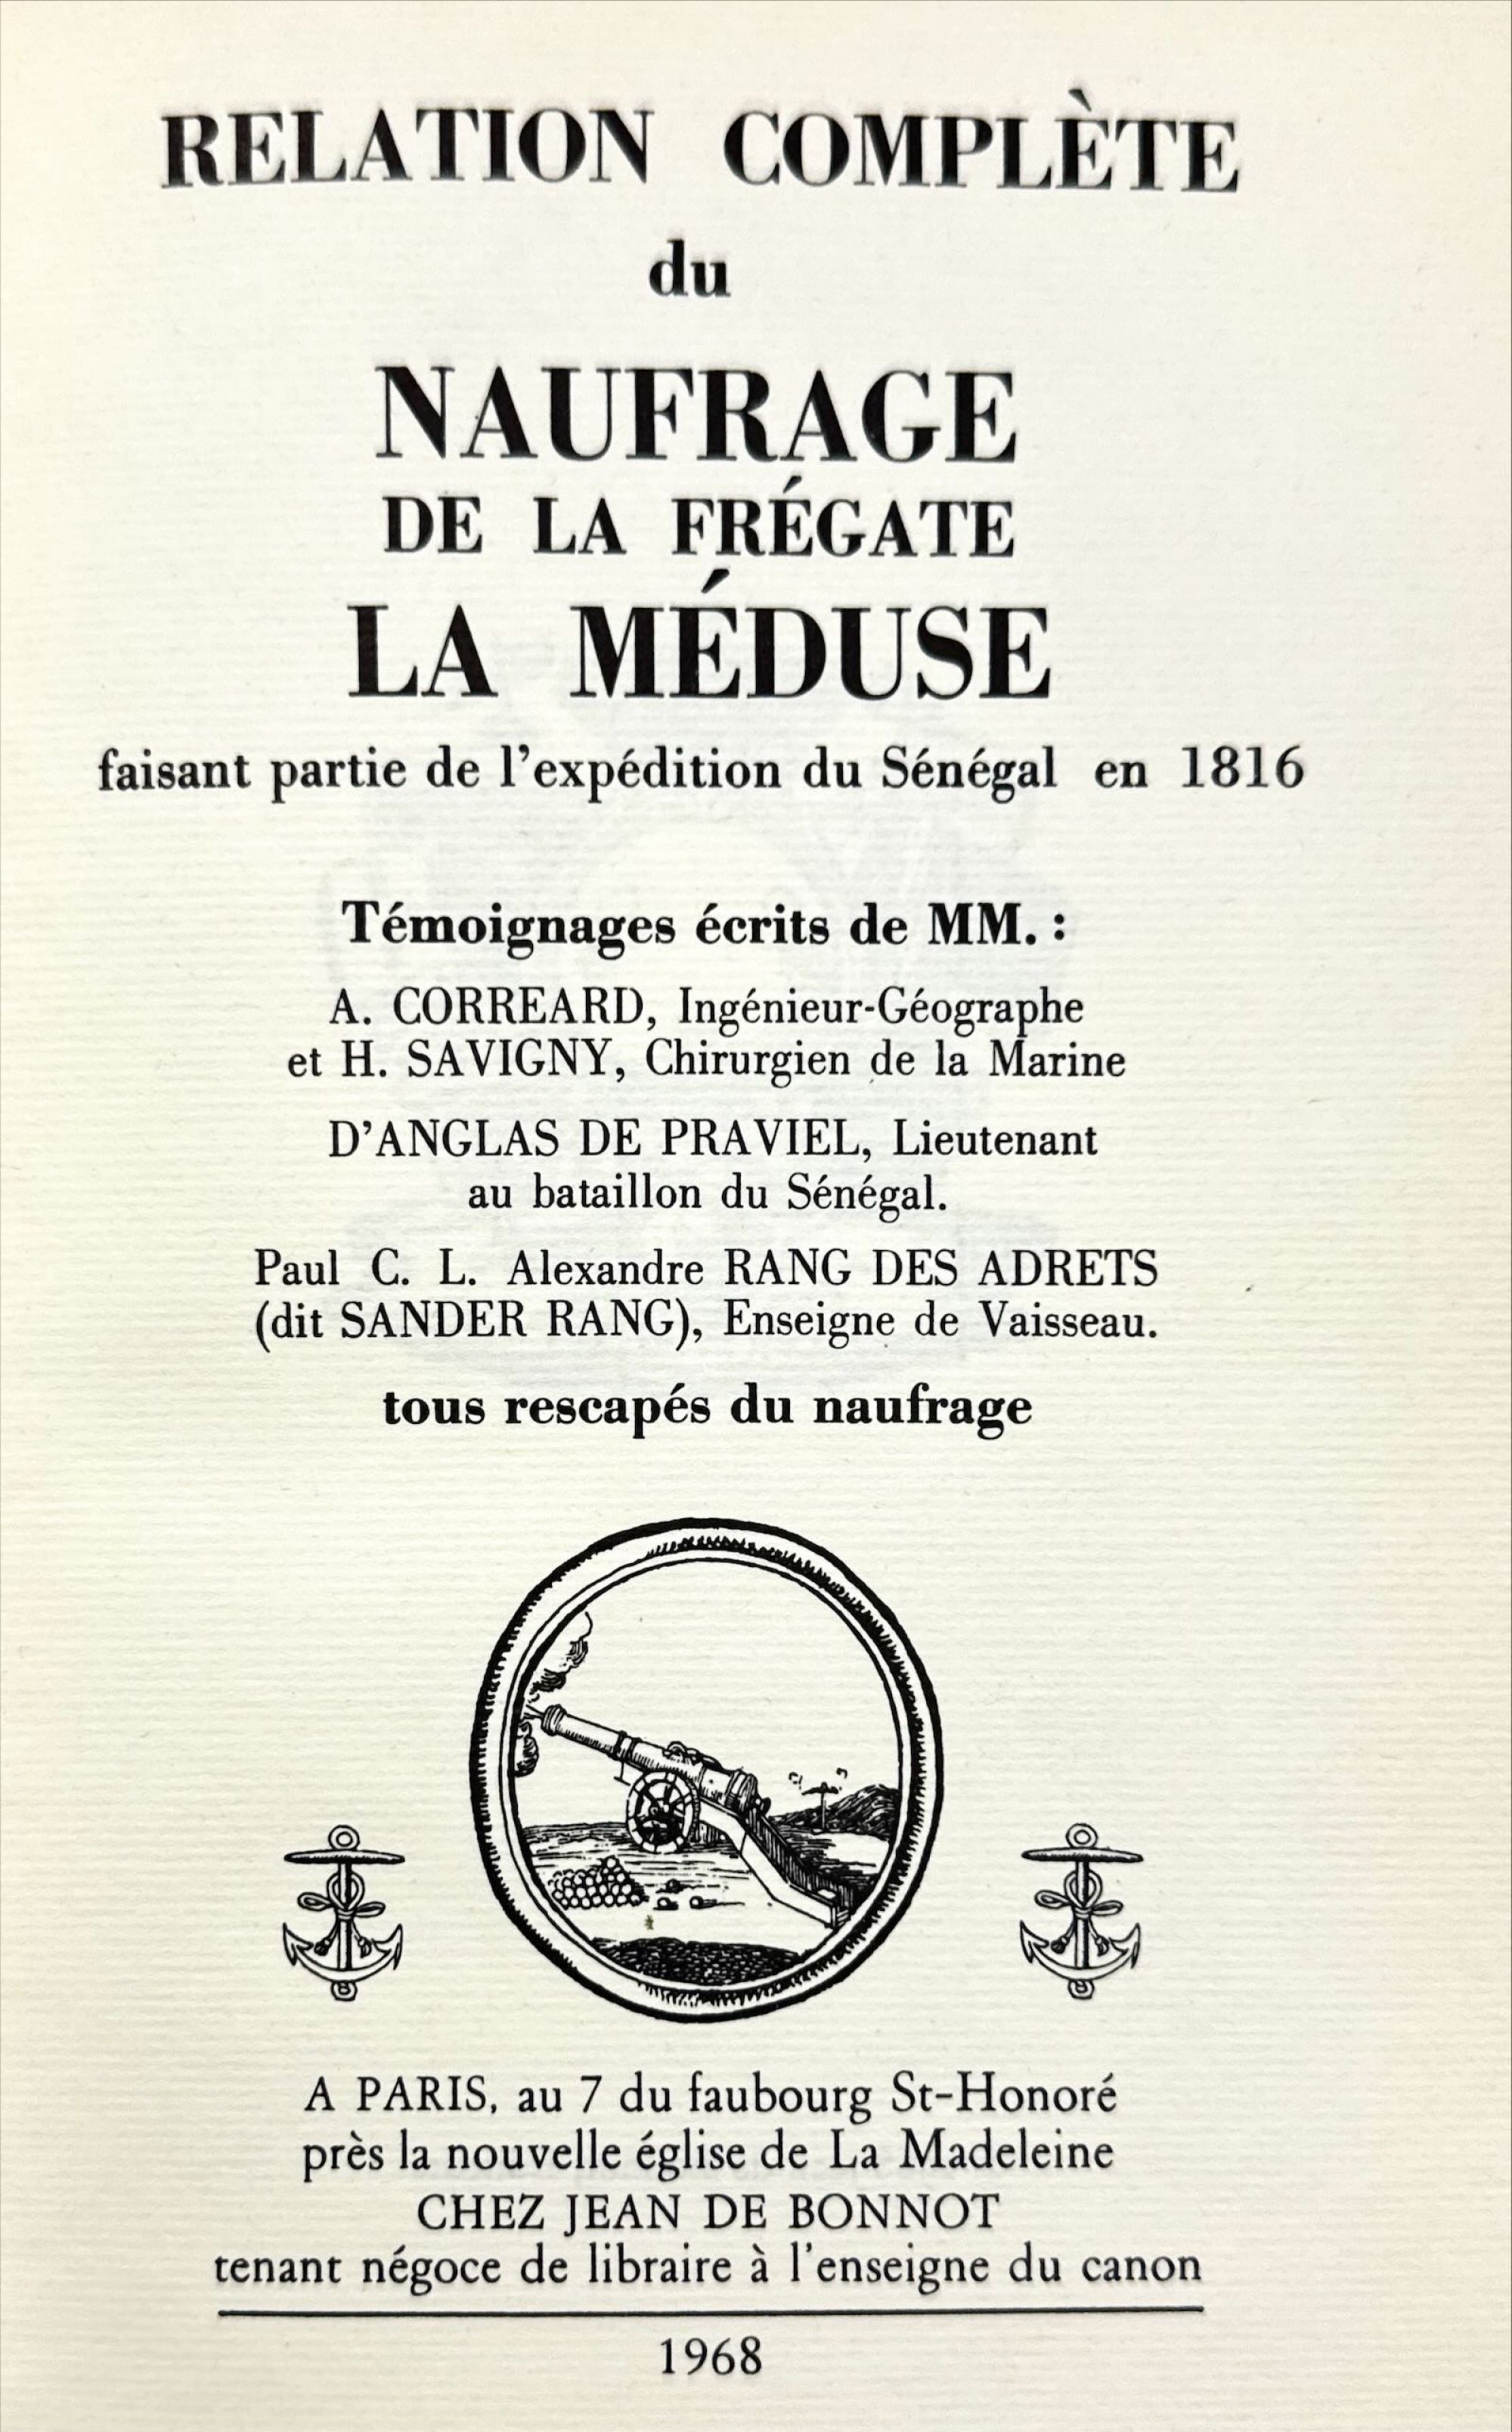 RELATION COMPLÈTE
du
NAUFRAGE
DE LA FRÉGATE
LA MÉDUSE
faisant partie de l'expédition du Sénégal en 1816
Témoignages écrits de MM. :
A. CORREARD, Ingénieur-Géographe
et H. SAVIGNY, Chirurgien de la Marine
D'ANGLAS DE PRAVIEL, Lieutenant
au bataillon du Sénégal.
Paul C. L. Alexandre RANG DES ADRETS
(dit SANDER RANG), Enseigne de Vaisseau.
tous rescapés du naufrage
A PARIS, au 7 du faubourg St-Honoré
près la nouvelle église de La Madeleine
CHEZ JEAN DE BONNOT
tenant négoce de libraire à l'enseigne du canon
1968